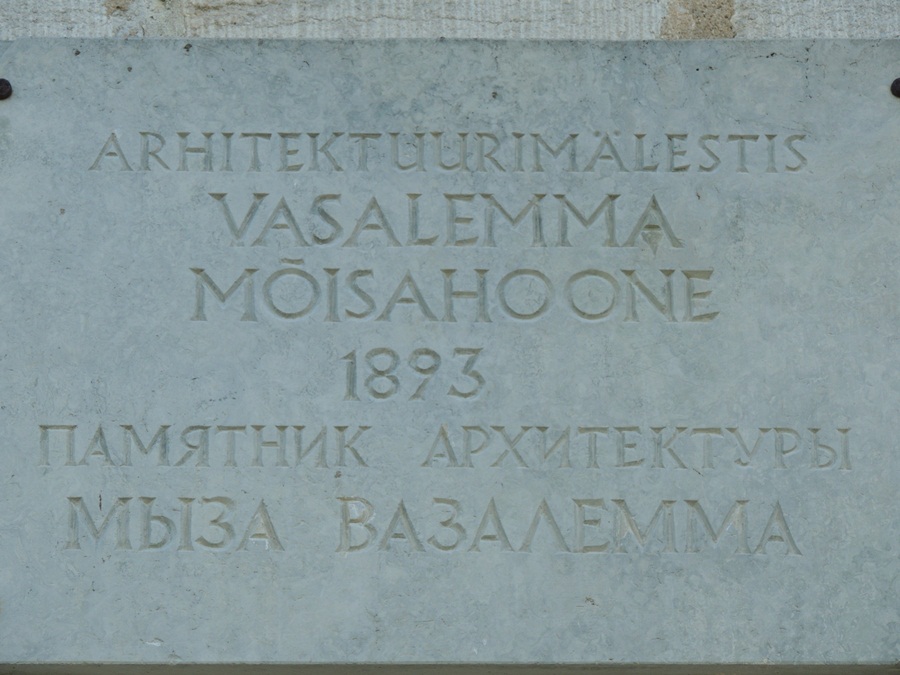 ARHITEKTUURIMÄLESTIS
VASALEMMA
MÕISAHOONE
1893
ПАМЯТНИК АРХИТЕКТУРЫ
МЫЗА ВАЗАЛЕММА